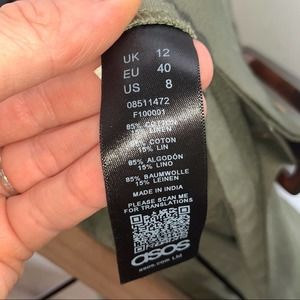 UK 12
EU 40
US 8
08511472
F100001
85% COTTON
15% LINEN
85% COTON
15% LIN
85% ALGODÓN
15% LINO
85% BAUMWOLLE
15% LEINEN
MADE IN INDIA
PLEASE SCAN ME
FOR TRANSLATIONS
asos
asos.com Ltd